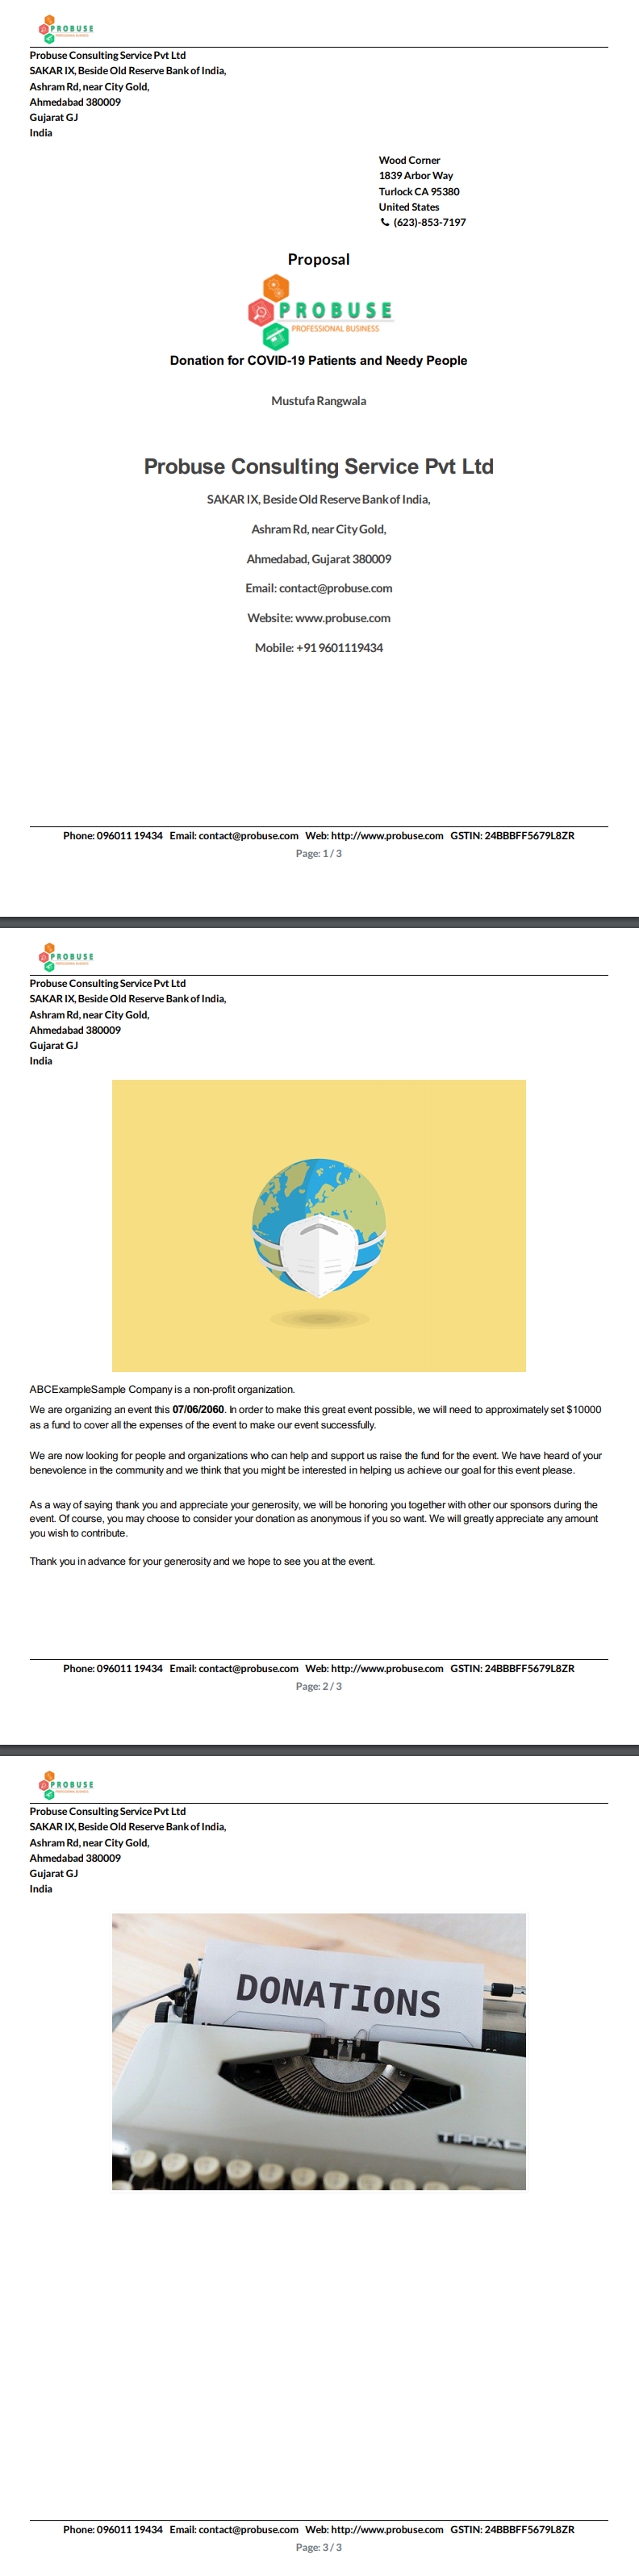 PROBUSE
Probuse Consulting Service Pvt Ltd
SAKAR IX, Beside Old Reserve Bank of India,
Ashram Rd, near City Gold,
Ahmedabad 380009
Gujarat GJ
India
Wood Corner
1839 Arbor Way
Turlock CA 95380
United States
(623)-853-7197
Proposal
PROBUSE
PROFESSIONAL BUSINESS
Donation for COVID-19 Patients and Needy People
Mustufa Rangwala
Probuse Consulting Service Pvt Ltd
SAKAR IX, Beside Old Reserve Bank of India,
Ashram Rd, near City Gold,
Ahmedabad, Gujarat 380009
Email: contact@probuse.com
Website: www.probuse.com
Mobile: +91 9601119434
Phone: 096011 19434 Email: contact@probuse.com Web: http://www.probuse.com GSTIN: 24BBBFF5679L8ZR
Page: 1 / 3
PROBUSE
Probuse Consulting Service Pvt Ltd
SAKAR IX, Beside Old Reserve Bank of India,
Ashram Rd, near City Gold,
Ahmedabad 380009
Gujarat GJ
India
ABCExampleSample Company is a non-profit organization.
We are organizing an event this 07/06/2060. In order to make this great event possible, we will need to approximately set $10000
as a fund to cover all the expenses of the event to make our event successfully.
We are now looking for people and organizations who can help and support us raise the fund for the event. We have heard of your
benevolence in the community and we think that you might be interested in helping us achieve our goal for this event please.
As a way of saying thank you and appreciate your generosity, we will be honoring you together with other our sponsors during the
event. Of course, you may choose to consider your donation as anonymous if you so want. We will greatly appreciate any amount
you wish to contribute.
Thank you in advance for your generosity and we hope to see you at the event.
Phone: 096011 19434 Email: contact@probuse.com Web: http://www.probuse.com GSTIN: 24BBBFF5679L8ZR
Page: 2 / 3
PROBUSE
Probuse Consulting Service Pvt Ltd
SAKAR IX, Beside Old Reserve Bank of India,
Ashram Rd, near City Gold,
Ahmedabad 380009
Gujarat GJ
India
DONATIONS
Phone: 096011 19434 Email: contact@probuse.com Web: http://www.probuse.com GSTIN: 24BBBFF5679L8ZR
Page: 3 / 3